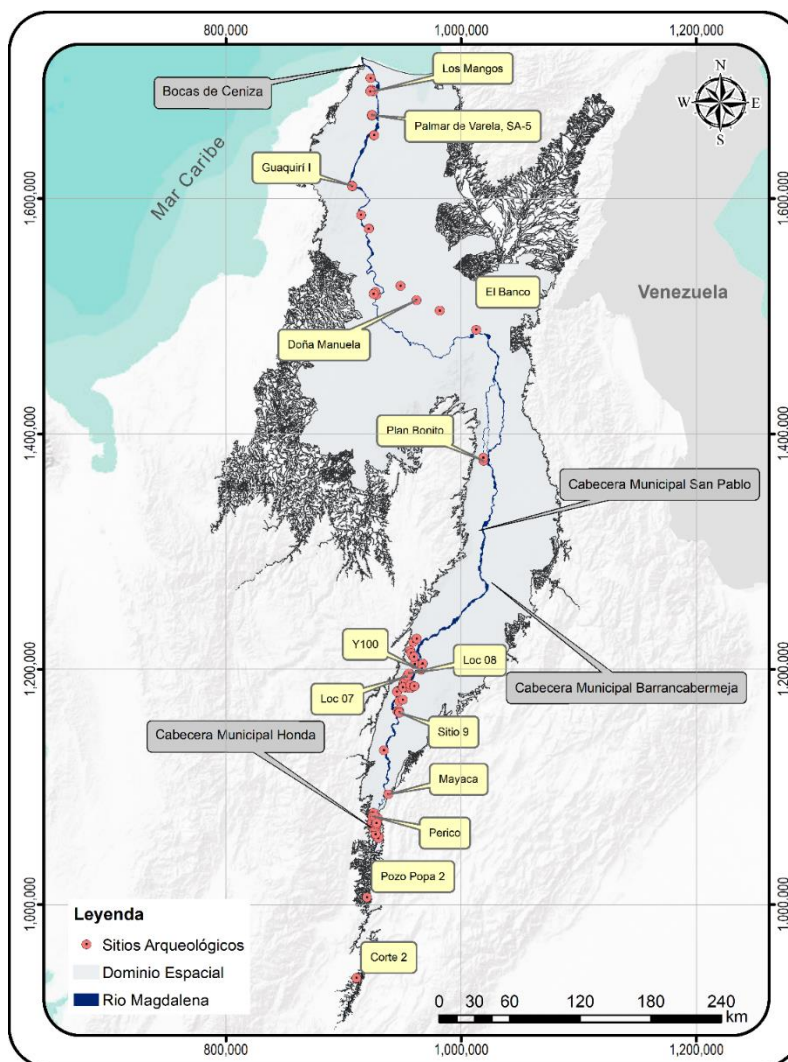 800,000
1,000,000
1,200,000
Bocas de Ceniza
Los Mangos
N
W
E
S
Palmar de Varela, SA-5
Mar Caribe
Guaquirí I
1,600,000
1,600,000
El Banco
Venezuela
Doña Manuela
Plan Bonito
1,400,000
1,400,000
Cabecera Municipal San Pablo
Y100
Loc 08
1,200,000
1,200,000
Loc 07
Cabecera Municipal Barrancabermeja
Cabecera Municipal Honda
Sitio 9
Mayaca
Perico
Pozo Popa 2
1,000,000
1,000,000
Leyenda
Sitios Arqueológicos
Corte 2
Dominio Espacial
Rio Magdalena
0 30 60 120 180 240
km
800,000
1,000,000
1,200,000